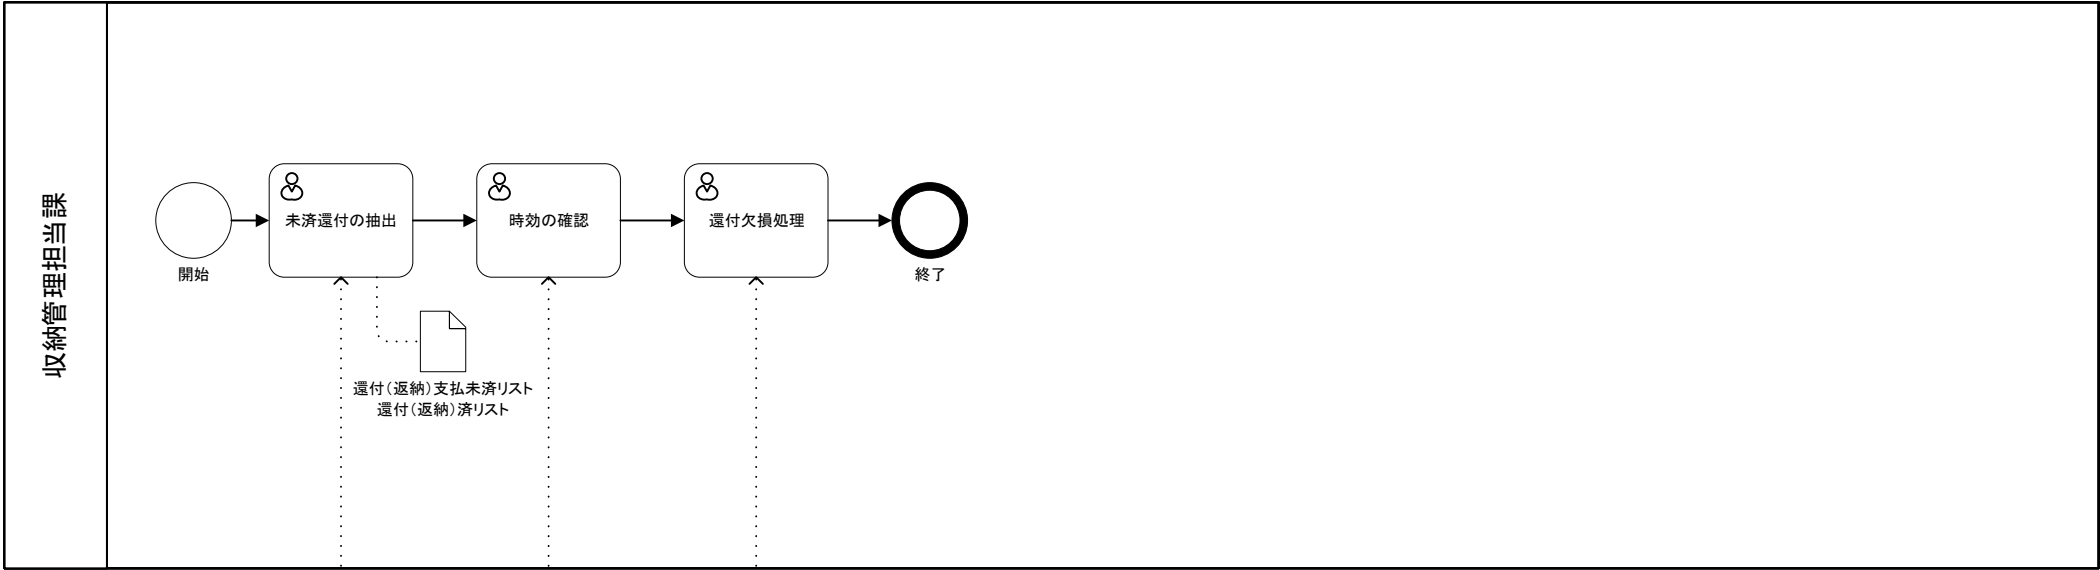 収納管理担当課
開始
未済還付の抽出
時効の確認
還付欠損処理
終了
還付（返納）支払未済リスト
還付（返納）済リスト